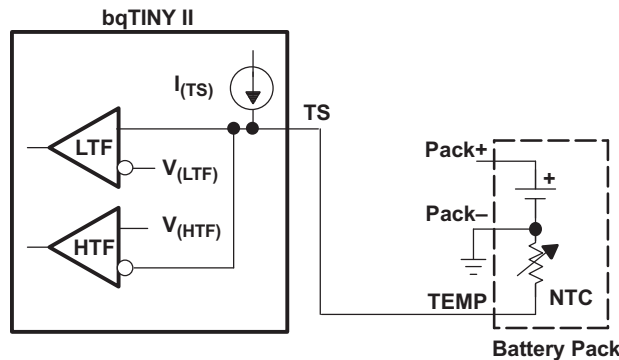 bqTINY II
I(TS)
TS
LTF
V(LTF)
Pack+
+
V(HTF)
Pack–
HTF
TEMP
NTC
Battery Pack